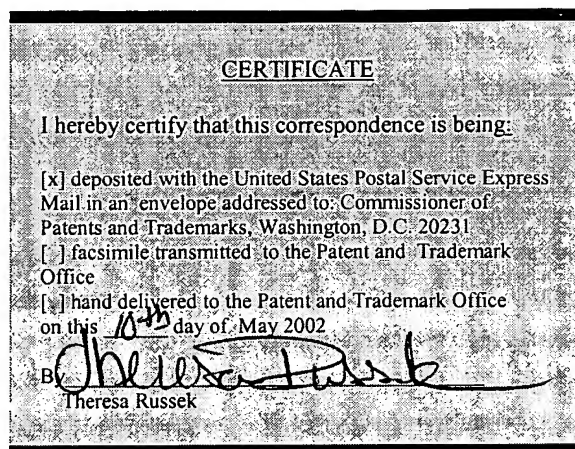 CERTIFICATE
I hereby certify that this correspondence is being:
[x] deposited with the United States Postal Service Express
Mail in an envelope addressed to: Commissioner of
Patents and Trademarks, Washington, D.C. 20231
[ ] facsimile transmitted to the Patent and Trademark
Office
[ ] hand delivered to the Patent and Trademark Office
on this 10th day of May 2002
By Theresa Russek
Theresa Russek